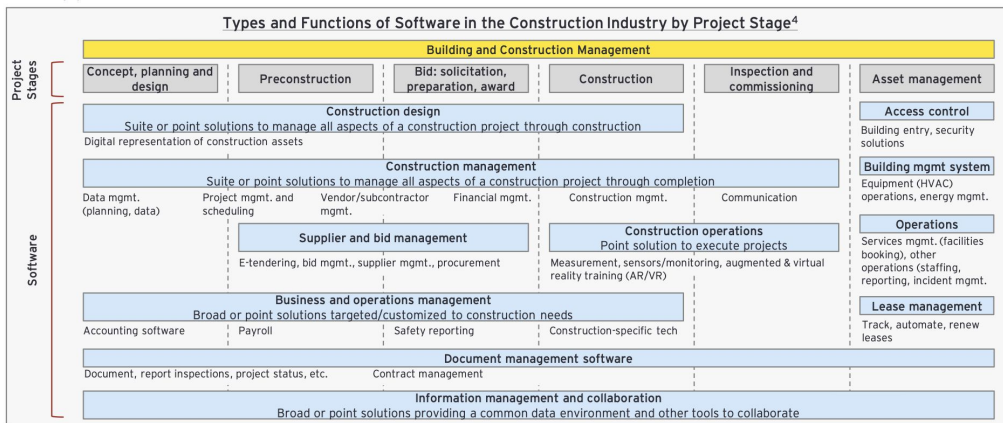 Types and Functions of Software in the Construction Industry by Project Stage4
Building and Construction Management
Project
Stages
Concept, planning and
design
Preconstruction
Bid: solicitation,
preparation, award
Construction
Inspection and
commissioning
Asset management
Software
Construction design
Suite or point solutions to manage all aspects of a construction project through construction
Digital representation of construction assets
Construction management
Suite or point solutions to manage all aspects of a construction project through completion
Data mgmt.
(planning, data)
Project mgmt. and
scheduling
Vendor/subcontractor
mgmt.
Financial mgmt.
Construction mgmt.
Communication
Supplier and bid management
E-tendering, bid mgmt., supplier mgmt., procurement
Construction operations
Point solution to execute projects
Measurement, sensors/monitoring, augmented & virtual
reality training (AR/VR)
Business and operations management
Broad or point solutions targeted/customized to construction needs
Accounting software
Payroll
Safety reporting
Construction-specific tech
Access control
Building entry, security
solutions
Building mgmt system
Equipment (HVAC)
operations, energy mgmt.
Operations
Services mgmt. (facilities
booking), other
operations (staffing,
reporting, incident mgmt.
Lease management
Track, automate, renew
leases
Document management software
Document, report inspections, project status, etc.
Contract management
Information management and collaboration
Broad or point solutions providing a common data environment and other tools to collaborate